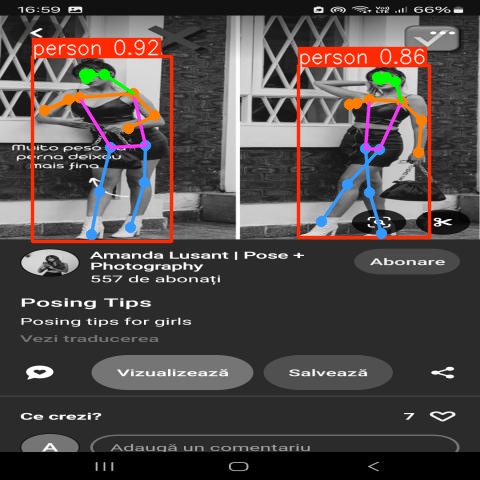 16:59
66%
person 0.92
person 0.86
Muito peso na
perna deixou
mais fina
Amanda Lusant | Pose +
Photography
557 de abonați
Abonare
Posing Tips
Posing tips for girls
Vezi traducerea
Vizualizează
Salvează
Ce crezi?
7
A
Adaugă un comentariu